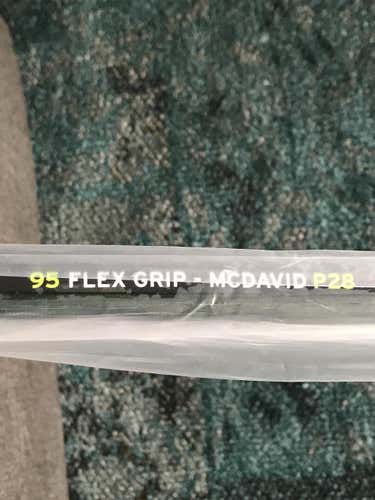 95 FLEX GRIP - MCDAVID P28